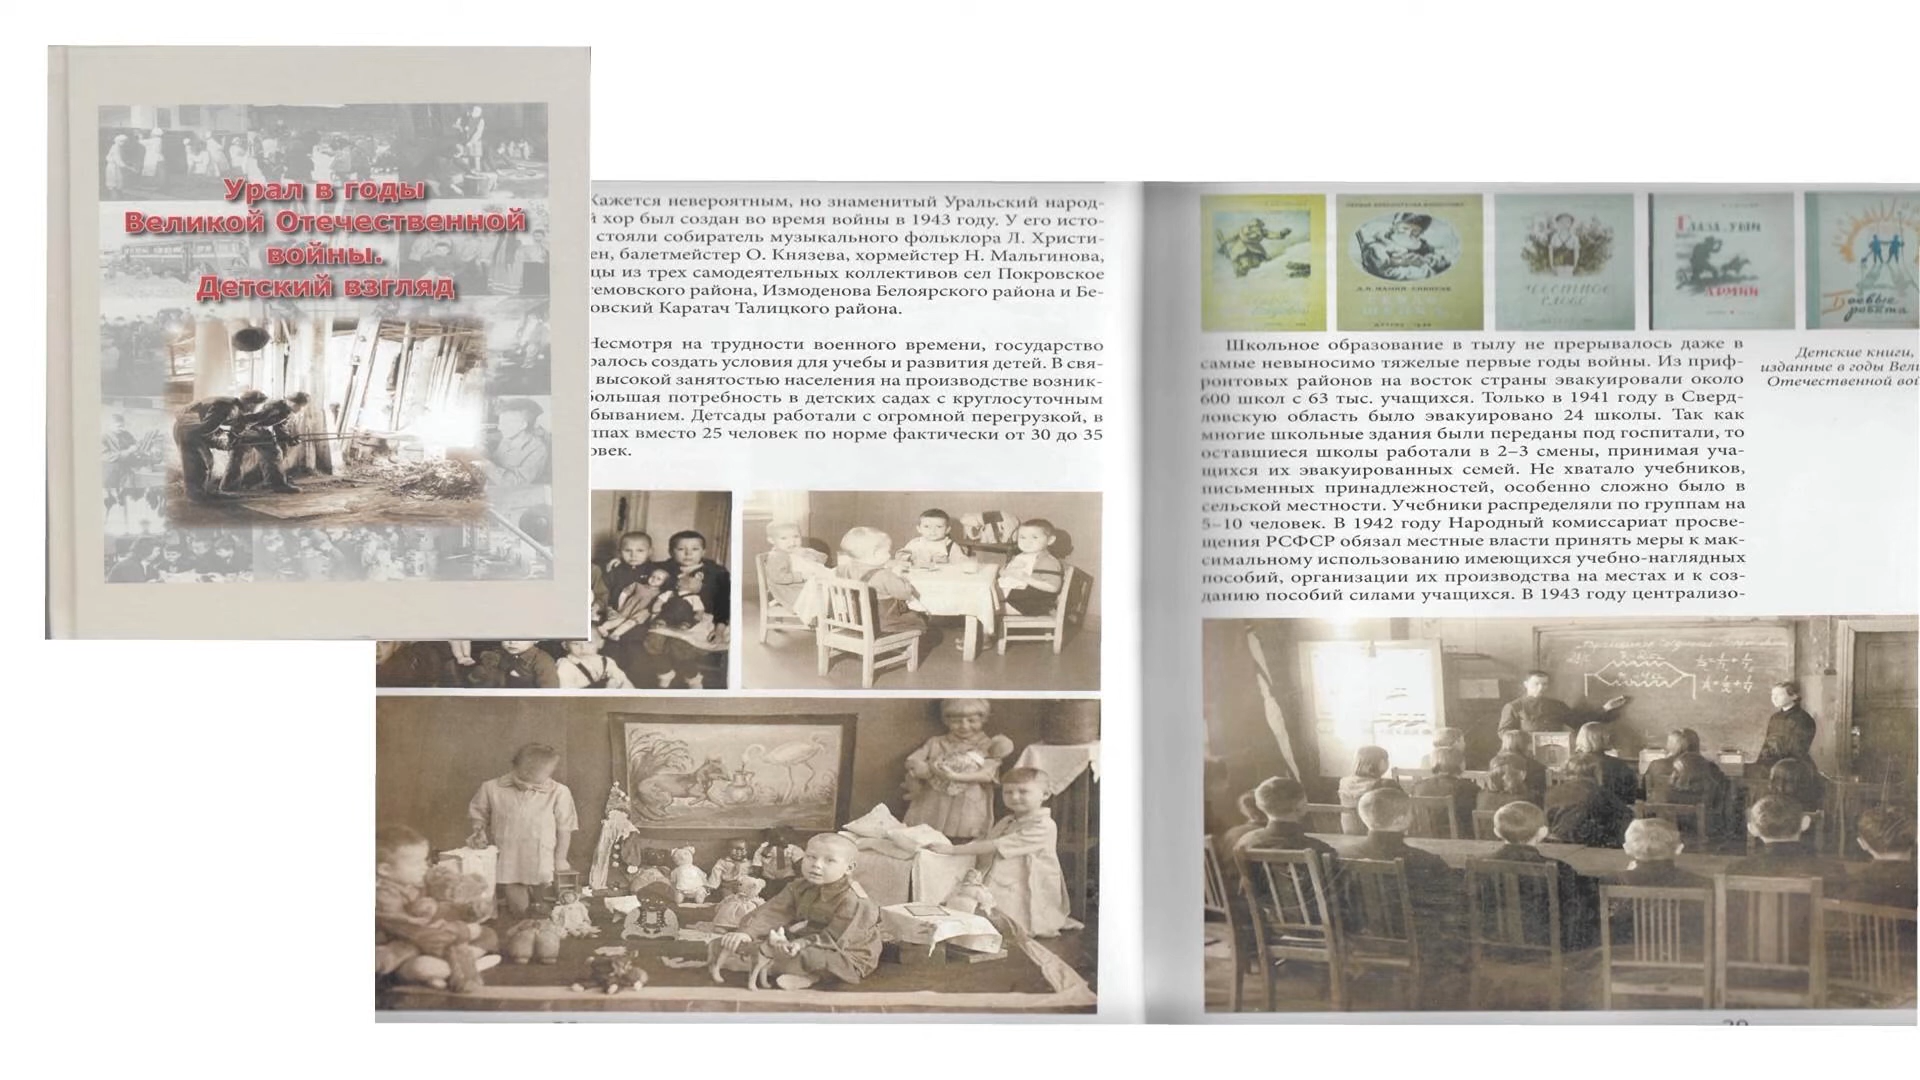 Урал в годы
Великой Отечественной
войны.
Детский взгляд
Кажется невероятным, но знаменитый Уральский народ-
й хор был создан во время войны в 1943 году. У его исто-
стояли собиратель музыкального фольклора Л. Христи-
ен, балетмейстер О. Князева, хормейстер Н. Мальгинова,
цы из трех самодеятельных коллективов сел Покровское
емовского района, Измоденова Белоярского района и Бе-
овский Каратач Талицкого района.
Несмотря на трудности военного времени, государство
ралось создать условия для учебы и развития детей. В свя-
высокой занятостью населения на производстве возник-
большая потребность в детских садах с круглосуточным
быванием. Детсады работали с огромной перегрузкой, в
ппах вместо 25 человек по норме фактически от 30 до 35
овек.
Глаза уши
Армии
Боевые
ребята
Школьное образование в тылу не прерывалось даже в
самые невыносимо тяжелые первые годы войны. Из приф-
ронтовых районов на восток страны эвакуировали около
600 школ с 63 тыс. учащихся. Только в 1941 году в Сверд-
ловскую область было эвакуировано 24 школы. Так как
многие школьные здания были переданы под госпитали, то
оставшиеся школы работали в 2–3 смены, принимая уча-
щихся их эвакуированных семей. Не хватало учебников,
письменных принадлежностей, особенно сложно было в
сельской местности. Учебники распределяли по группам на
5–10 человек. В 1942 году Народный комиссариат просве-
щения РСФСР обязал местные власти принять меры к мак-
симальному использованию имеющихся учебно-наглядных
пособий, организации их производства на местах и к соз-
данию пособий силами учащихся. В 1943 году централизо-
Детские книги,
изданные в годы Вели
Отечественной вой